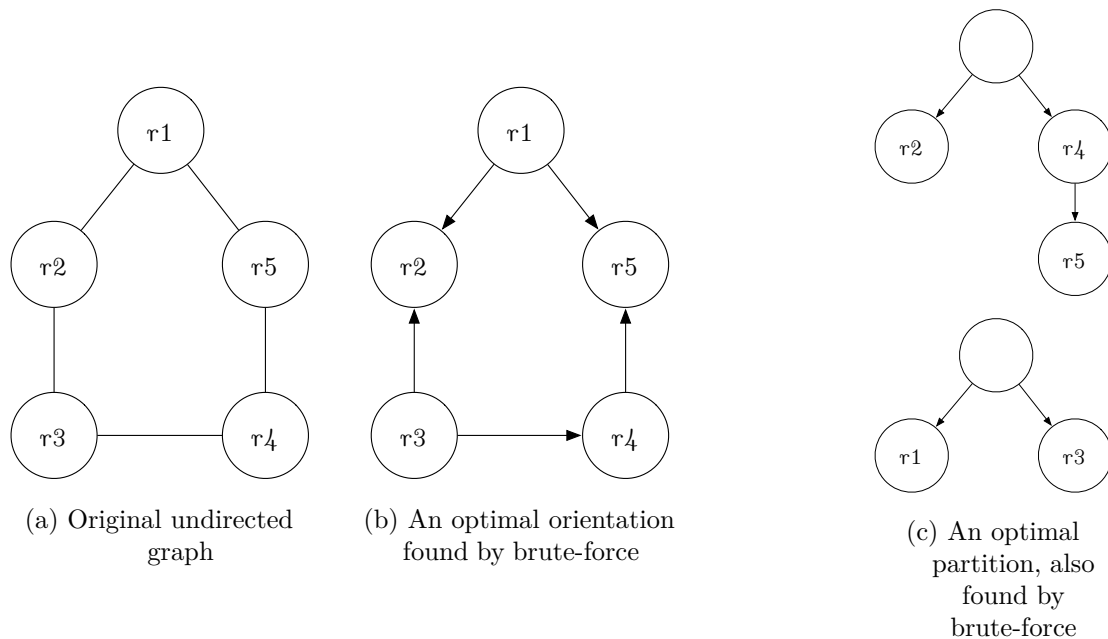 r1
r2
r5
r3
r4
(a) Original undirected
graph
r1
r2
r5
r3
r4
(b) An optimal orientation
found by brute-force
r2
r4
r5
r1
r3
(c) An optimal
partition, also
found by
brute-force